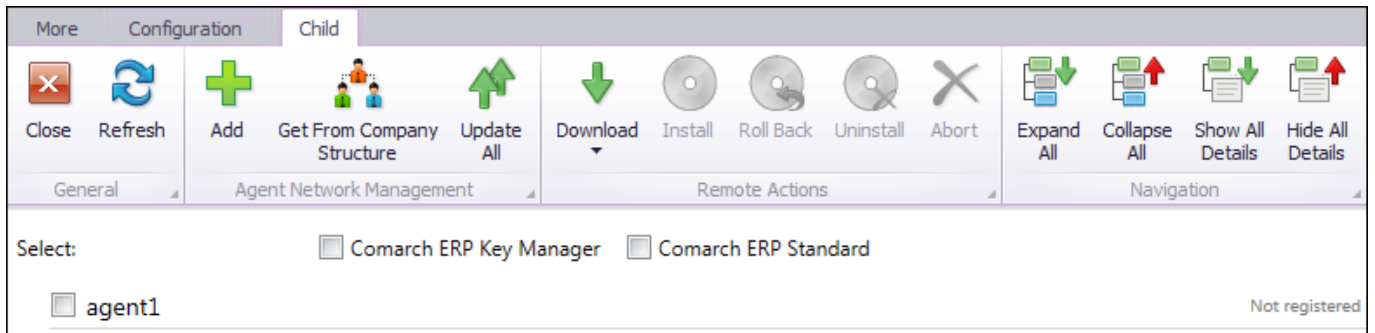 More Configuration Child
Close Refresh Add Get From Company Update Download Install Roll Back Uninstall Abort Expand Collapse Show All Hide All
Structure All All All Details Details
General Agent Network Management Remote Actions Navigation
Select: Comarch ERP Key Manager Comarch ERP Standard
agent1 Not registered